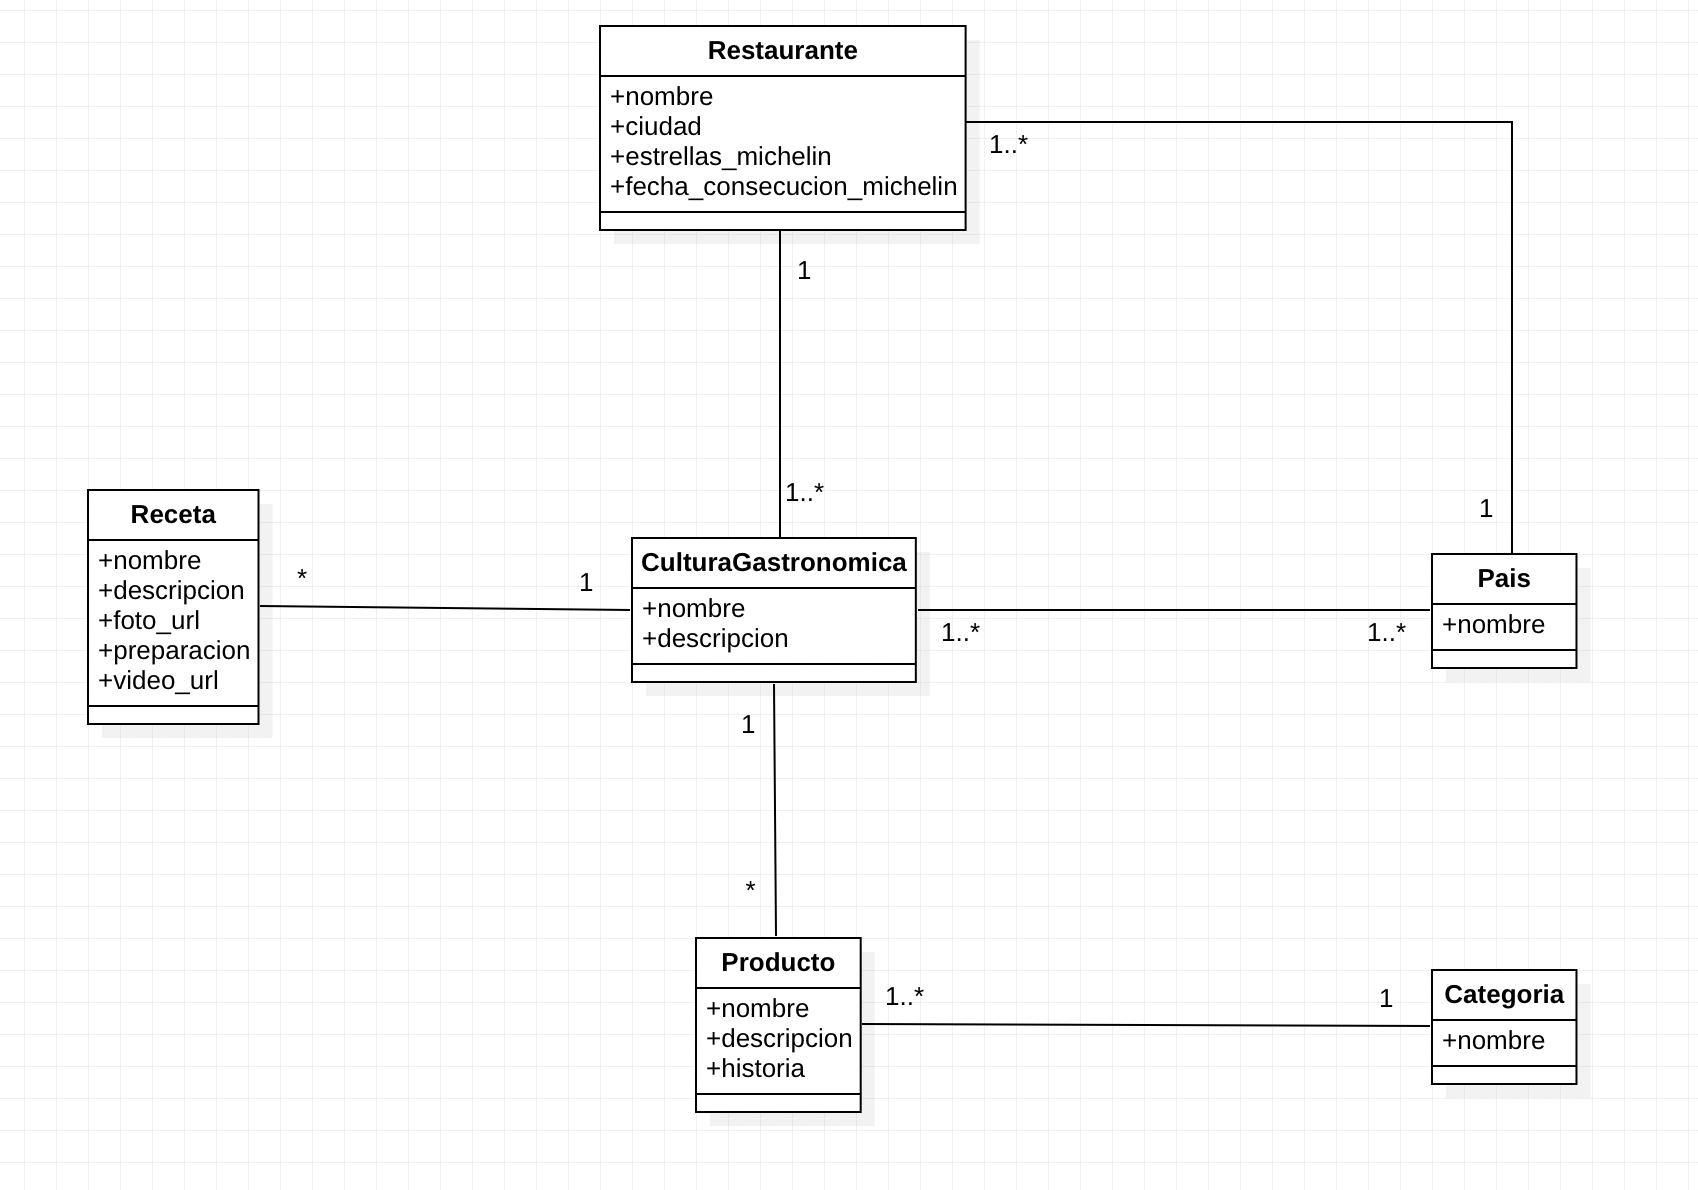 Restaurante
+nombre
+ciudad
+estrellas_michelin
+fecha_consecucion_michelin
1..*
1
1..*
1
Receta
+nombre
+descripcion
+foto_url
+preparacion
+video_url
*
1
CulturaGastronomica
+nombre
+descripcion
1..*
1..*
Pais
+nombre
1
*
Producto
+nombre
+descripcion
+historia
1..*
1
Categoria
+nombre